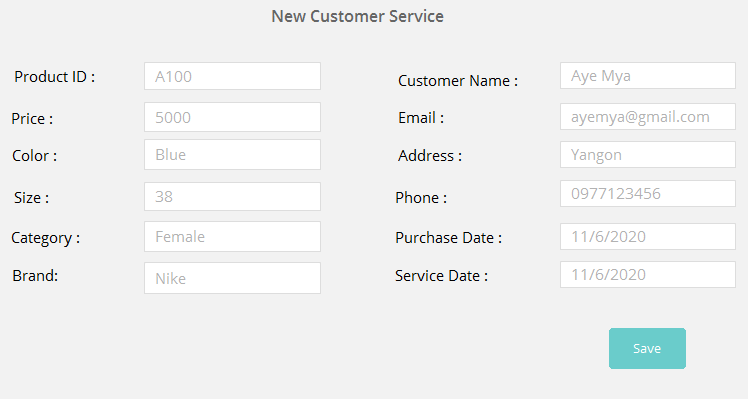 New Customer Service
Product ID : A100
Price : 5000
Color : Blue
Size : 38
Category : Female
Brand: Nike
Customer Name : Aye Mya
Email : ayemya@gmail.com
Address : Yangon
Phone : 0977123456
Purchase Date : 11/6/2020
Service Date : 11/6/2020
Save